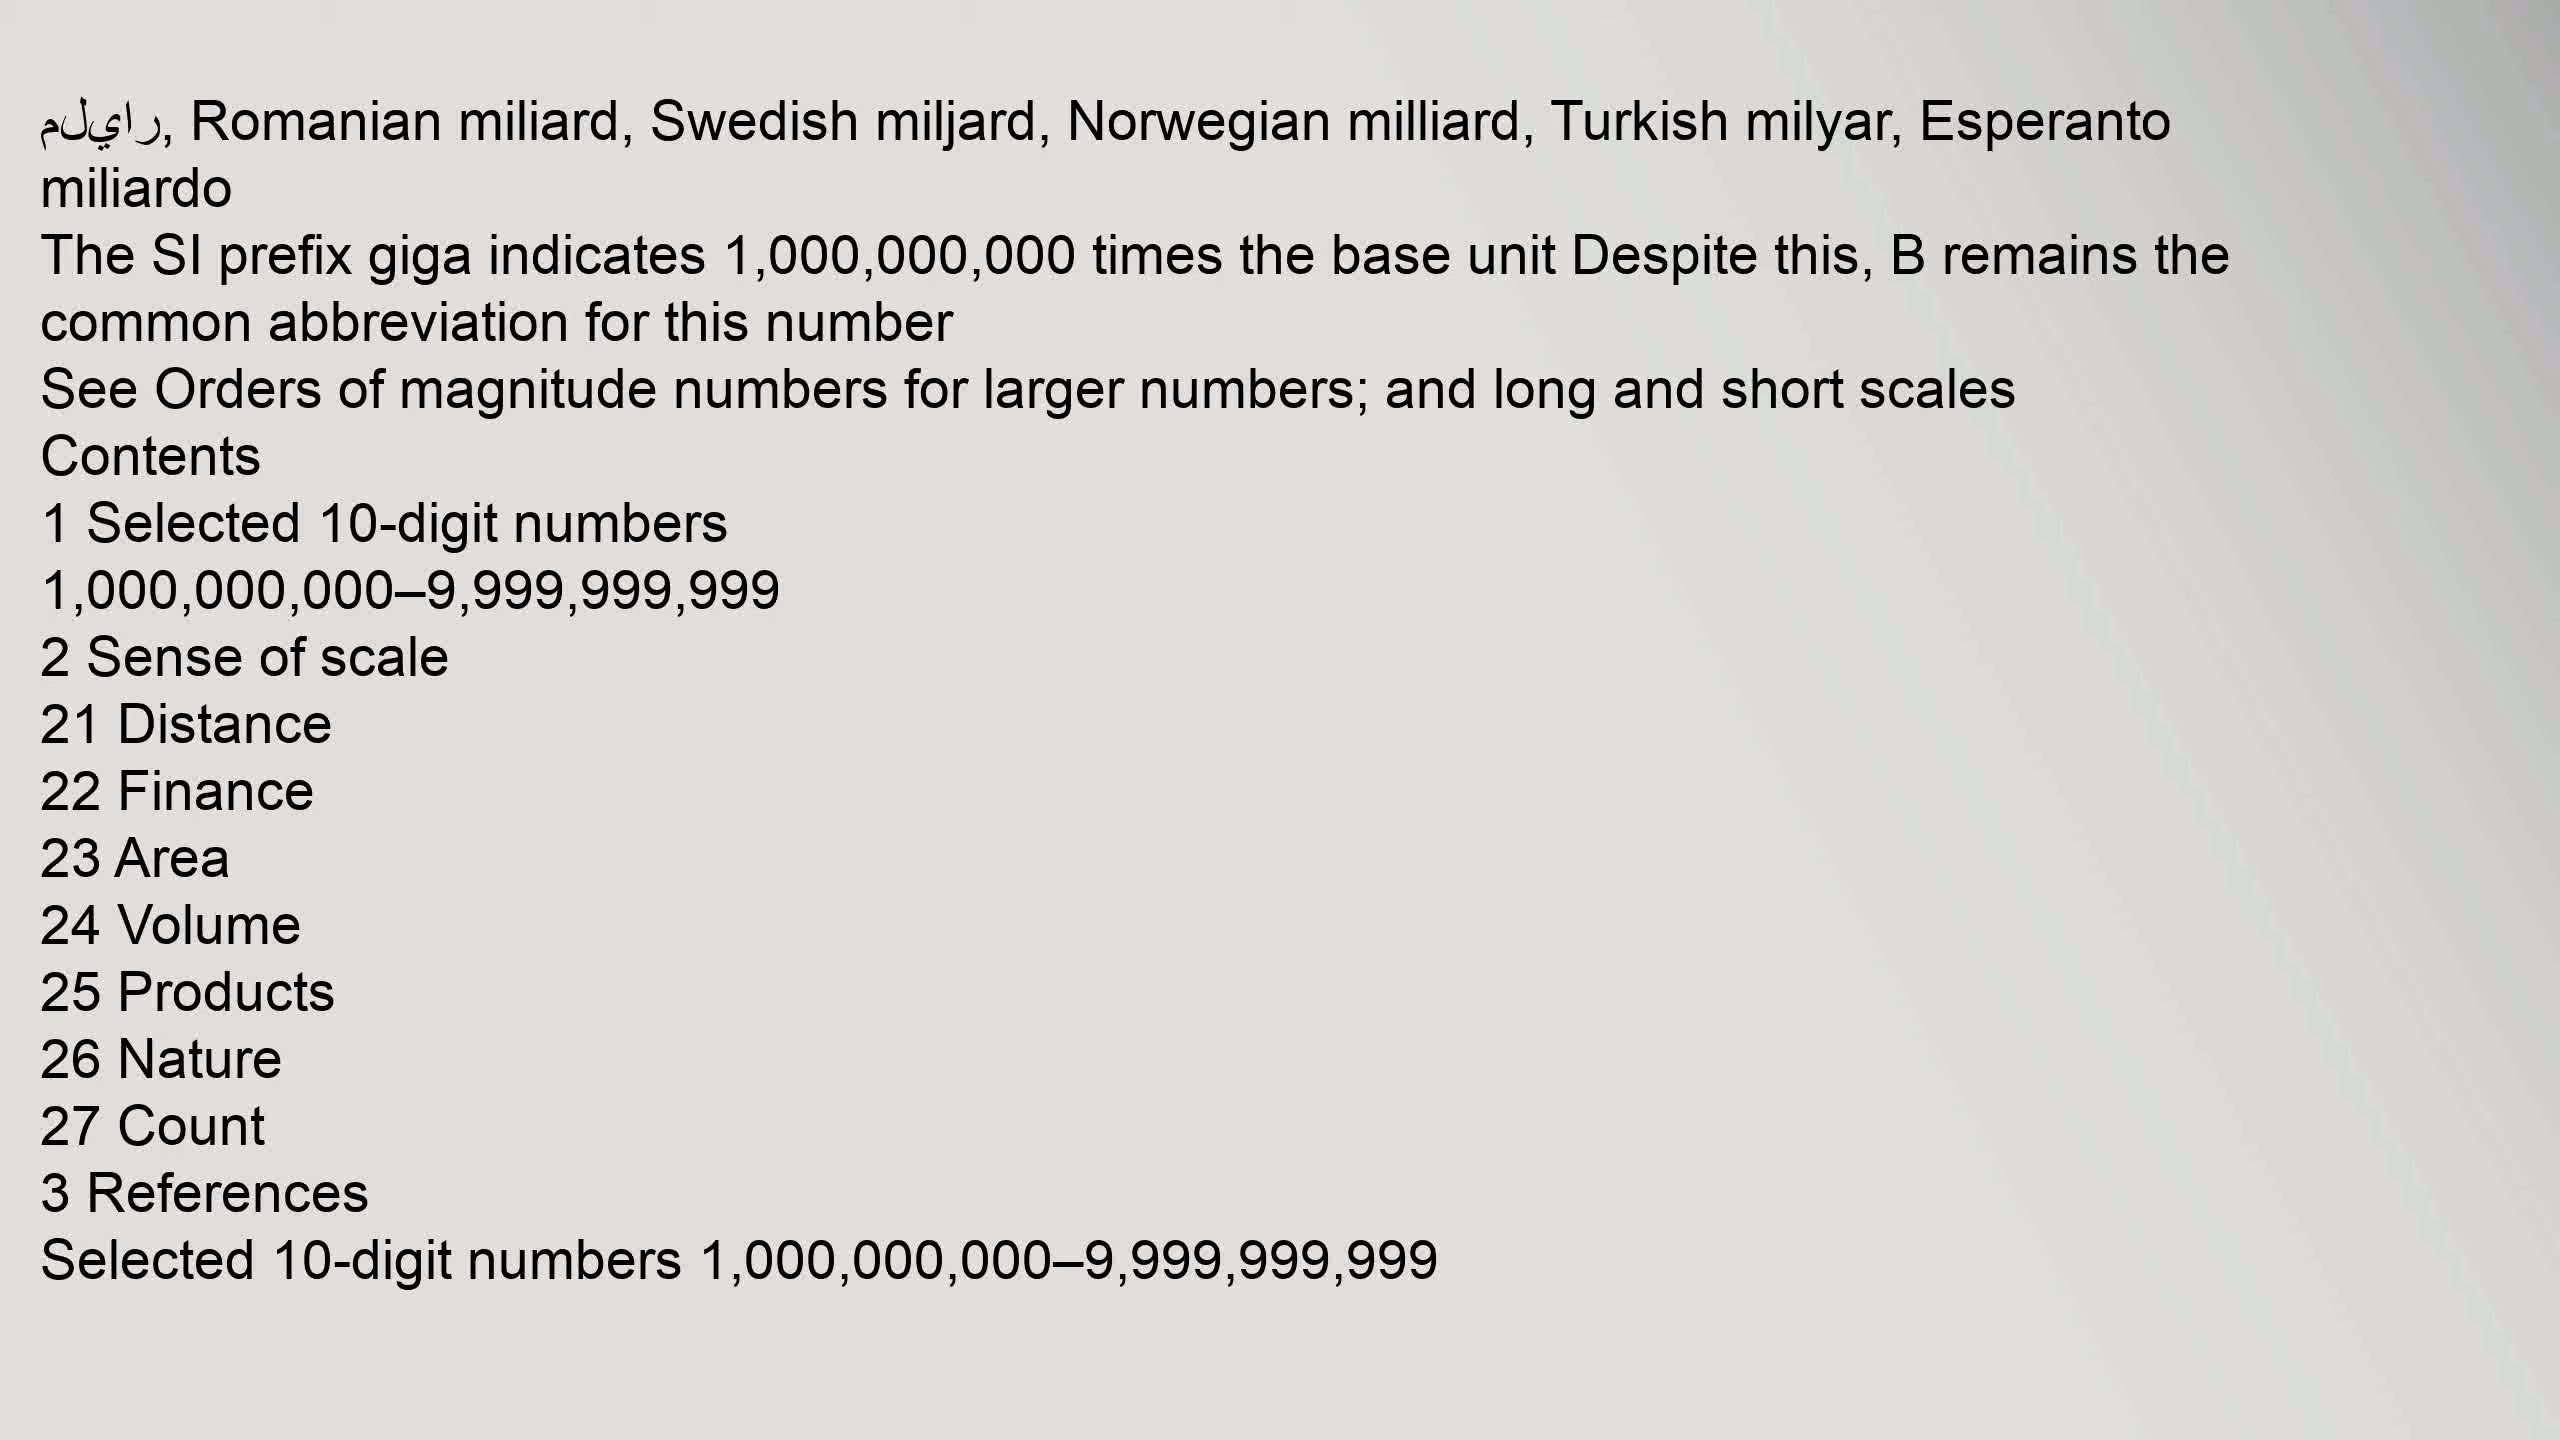 مليار, Romanian miliard, Swedish miljard, Norwegian milliard, Turkish milyar, Esperanto
miliardo
The SI prefix giga indicates 1,000,000,000 times the base unit Despite this, B remains the
common abbreviation for this number
See Orders of magnitude numbers for larger numbers; and long and short scales
Contents
1 Selected 10-digit numbers
1,000,000,000–9,999,999,999
2 Sense of scale
21 Distance
22 Finance
23 Area
24 Volume
25 Products
26 Nature
27 Count
3 References
Selected 10-digit numbers 1,000,000,000–9,999,999,999